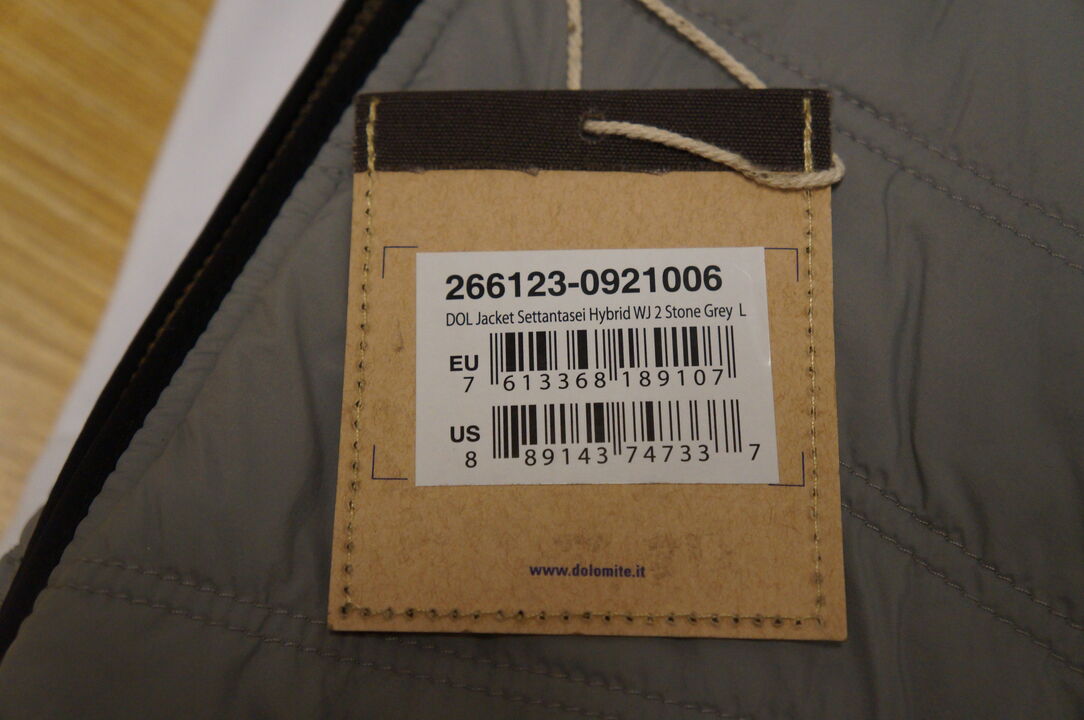 266123-0921006
DOL Jacket Settantasei Hybrid WJ 2 Stone Grey L
EU
7 613368 189107
US
8 89143 74733 7
www.dolomite.it